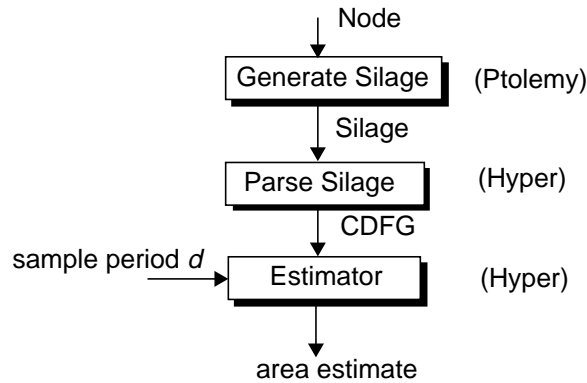 Node
Generate Silage (Ptolemy)
Silage
Parse Silage (Hyper)
CDFG
sample period d
Estimator (Hyper)
area estimate